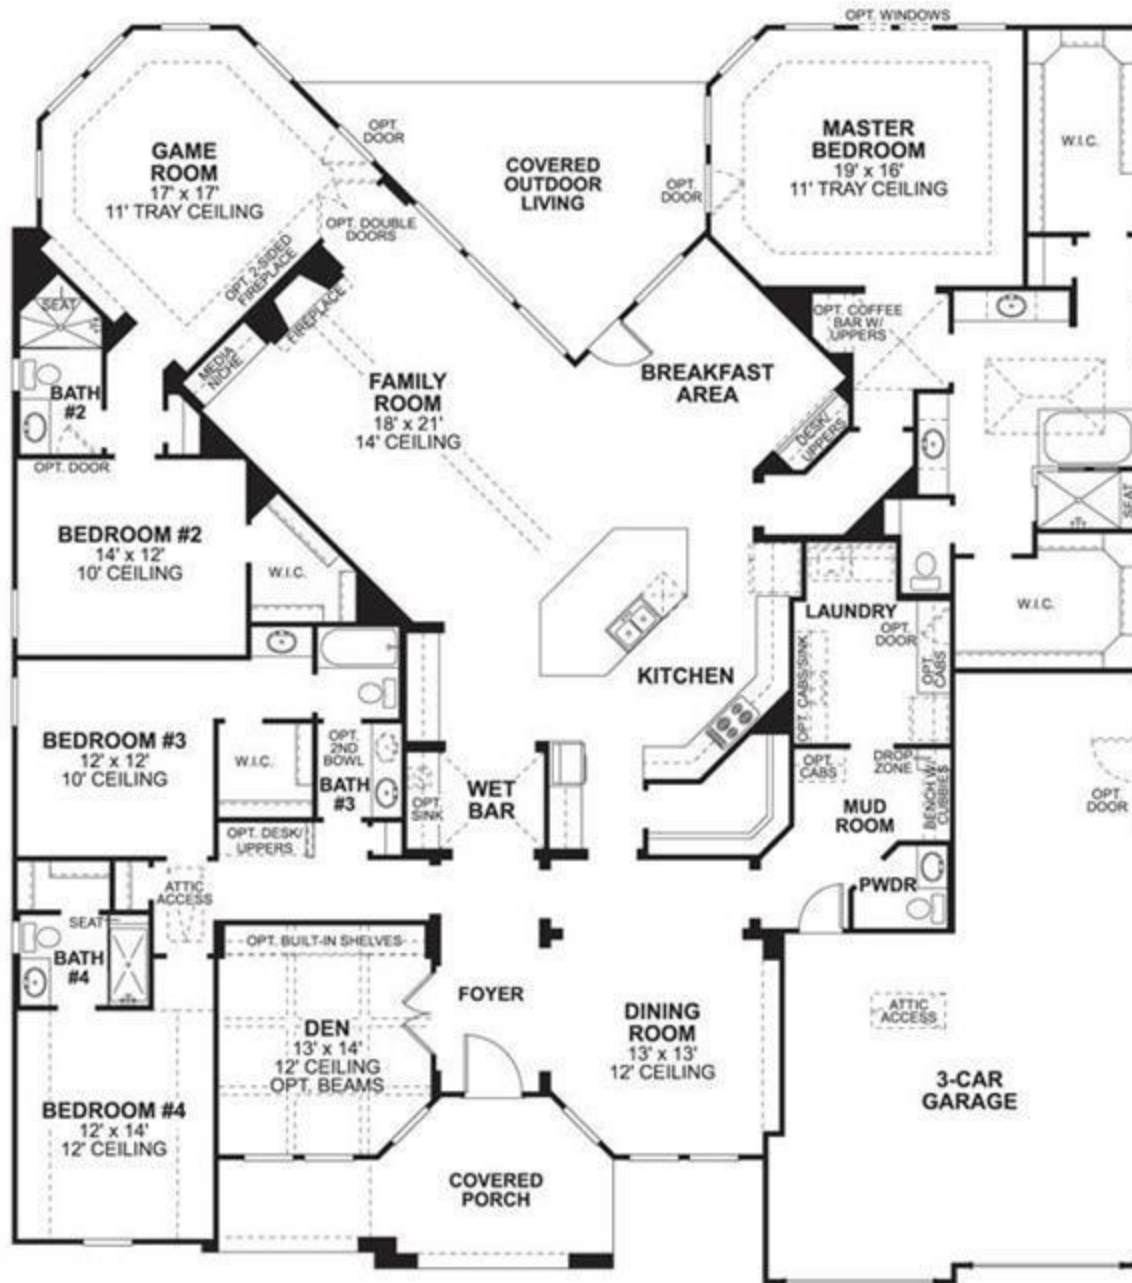 OPT. WINDOWS
GAME
ROOM
17' x 17'
11' TRAY CEILING
OPT.
DOOR
COVERED
OUTDOOR
LIVING
OPT.
DOOR
MASTER
BEDROOM
19' x 16'
11' TRAY CEILING
W.I.C.
OPT. DOUBLE
DOORS
OPT. 2-SIDED
FIREPLACE
FIREPLACE
MEDIA
NICHE
SEAT
BATH
#2
OPT. DOOR
FAMILY
ROOM
18' x 21'
14' CEILING
BREAKFAST
AREA
OPT. COFFEE
BAR W/
UPPERS
DESK/
UPPERS
SEAT
BEDROOM #2
14' x 12'
10' CEILING
W.I.C.
LAUNDRY
OPT.
DOOR
OPT.
CABS
OPT. CABS/SINK
W.I.C.
KITCHEN
BEDROOM #3
12' x 12'
10' CEILING
W.I.C.
OPT.
2ND
BOWL
BATH
#3
OPT.
SINK
WET
BAR
OPT.
CABS
DROP
ZONE
BENCH W/
CUBBIES
MUD
ROOM
OPT.
DOOR
OPT. DESK/
UPPERS
ATTIC
ACCESS
PWDR
SEAT
BATH
#4
OPT. BUILT-IN SHELVES
FOYER
DEN
13' x 14'
12' CEILING
OPT. BEAMS
DINING
ROOM
13' x 13'
12' CEILING
ATTIC
ACCESS
3-CAR
GARAGE
BEDROOM #4
12' x 14'
12' CEILING
COVERED
PORCH